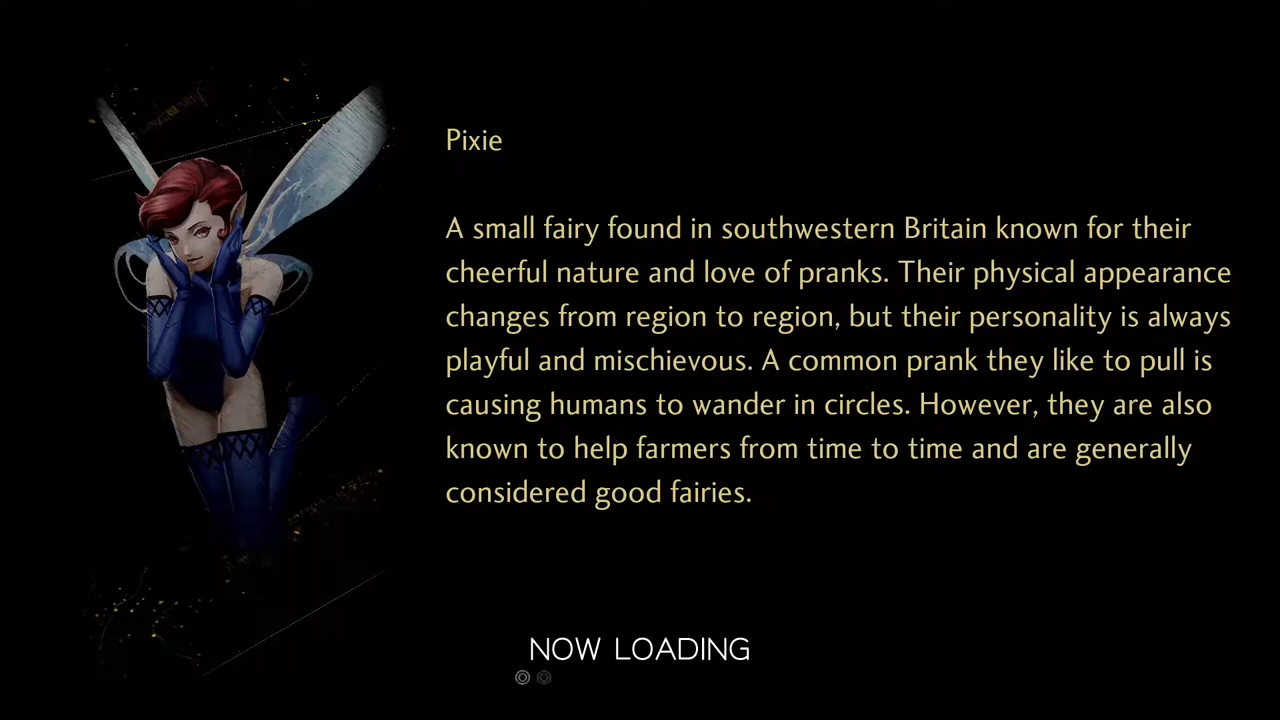 Pixie
A small fairy found in southwestern Britain known for their
cheerful nature and love of pranks. Their physical appearance
changes from region to region, but their personality is always
playful and mischievous. A common prank they like to pull is
causing humans to wander in circles. However, they are also
known to help farmers from time to time and are generally
considered good fairies.
NOW LOADING